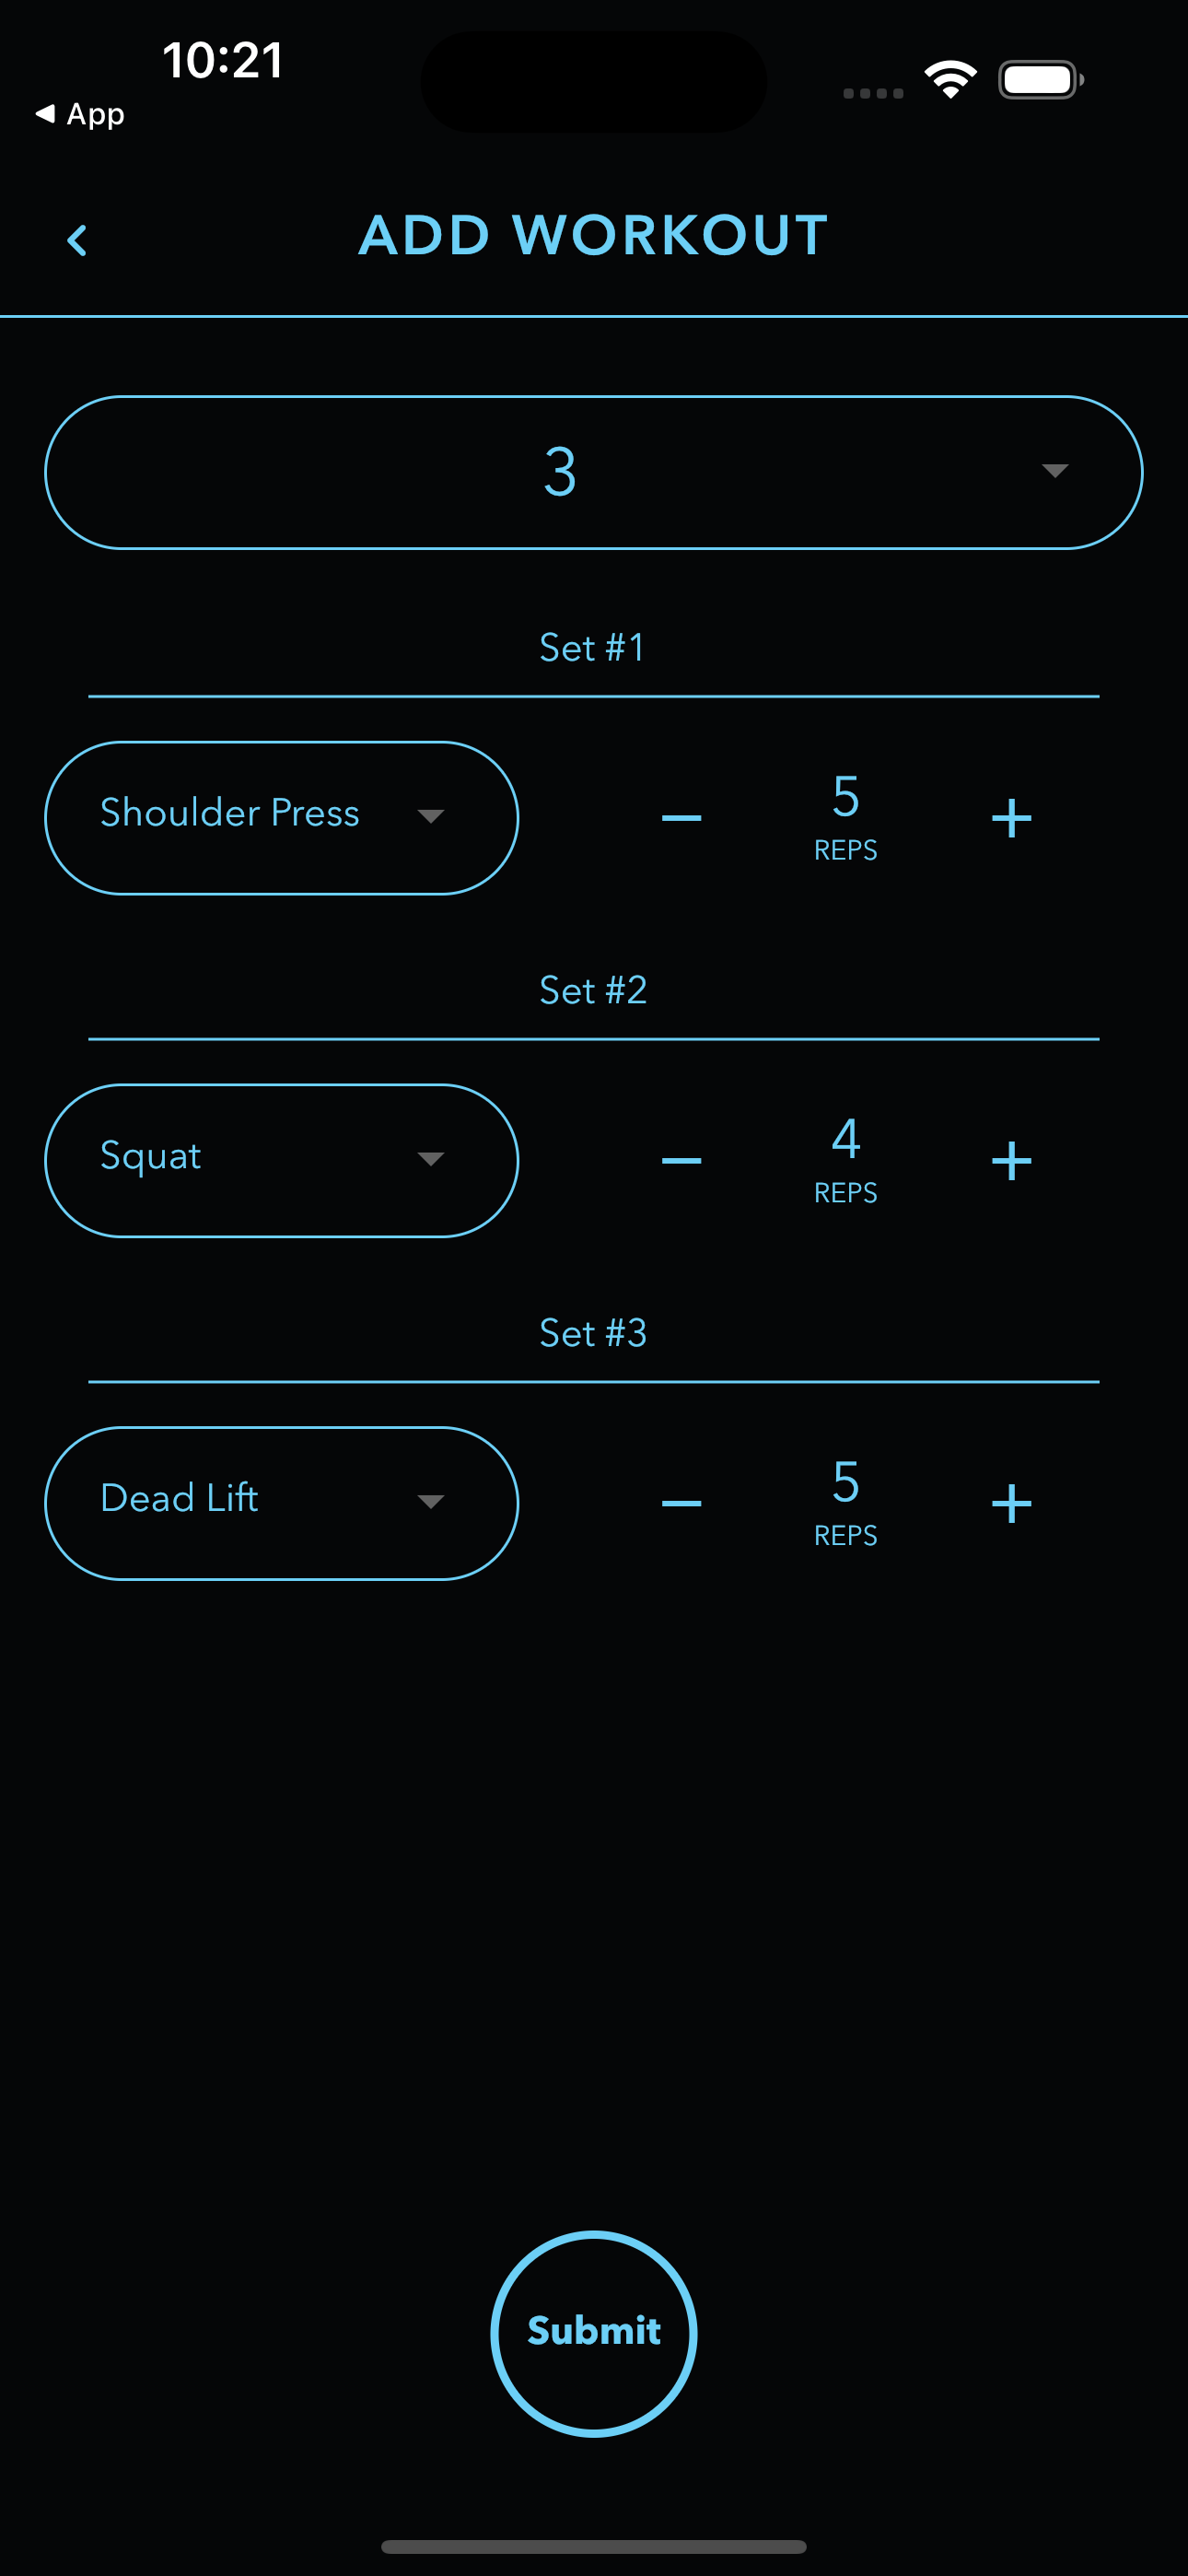 10:21
App
ADD WORKOUT
3
Set #1
Shoulder Press
5
REPS
Set #2
Squat
4
REPS
Set #3
Dead Lift
5
REPS
Submit